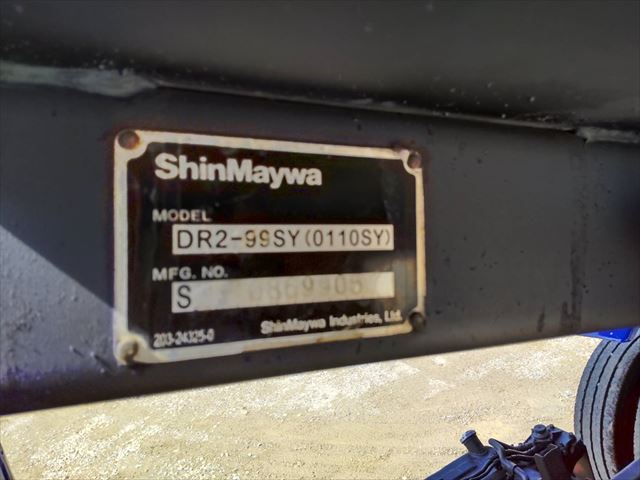 ShinMaywa
MODEL
DR2-99SY(0110SY)
MFG. NO.
S
203-24325-0
ShinMaywa Industries, Ltd.